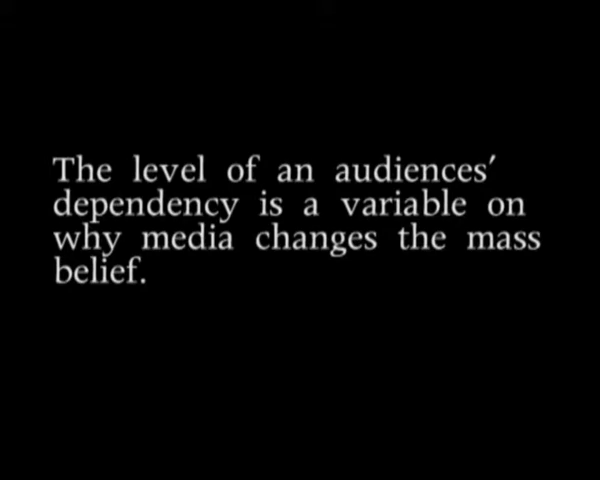 The level of an audiences'
dependency is a variable on
why media changes the mass
belief.